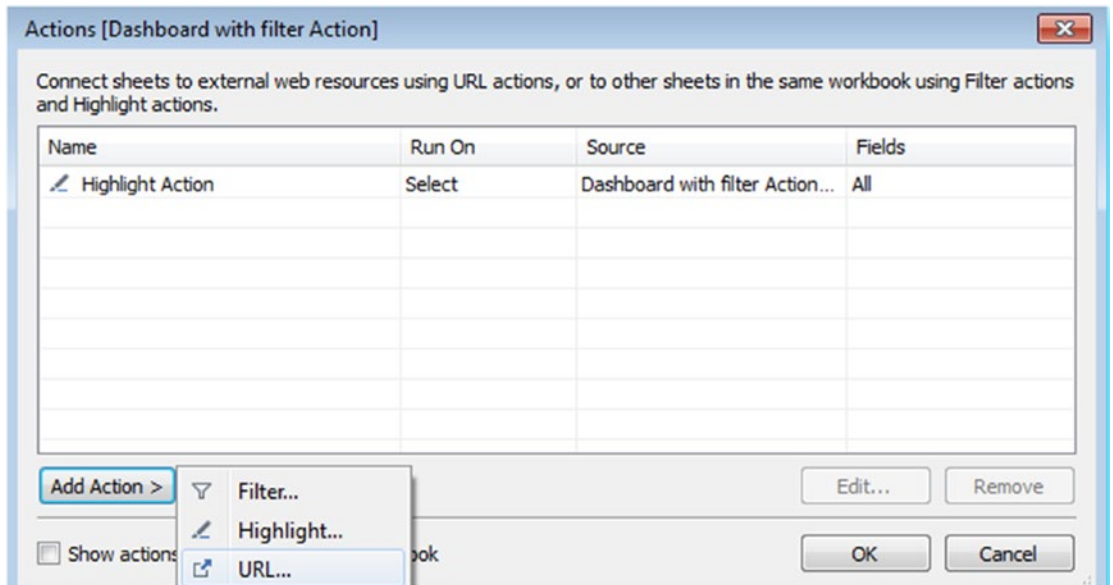 Actions [Dashboard with filter Action]
Connect sheets to external web resources using URL actions, or to other sheets in the same workbook using Filter actions
and Highlight actions.
Name Run On Source Fields
Highlight Action Select Dashboard with filter Action... All
Add Action > Edit... Remove
Filter...
Highlight...
Show actions ook OK Cancel
URL...